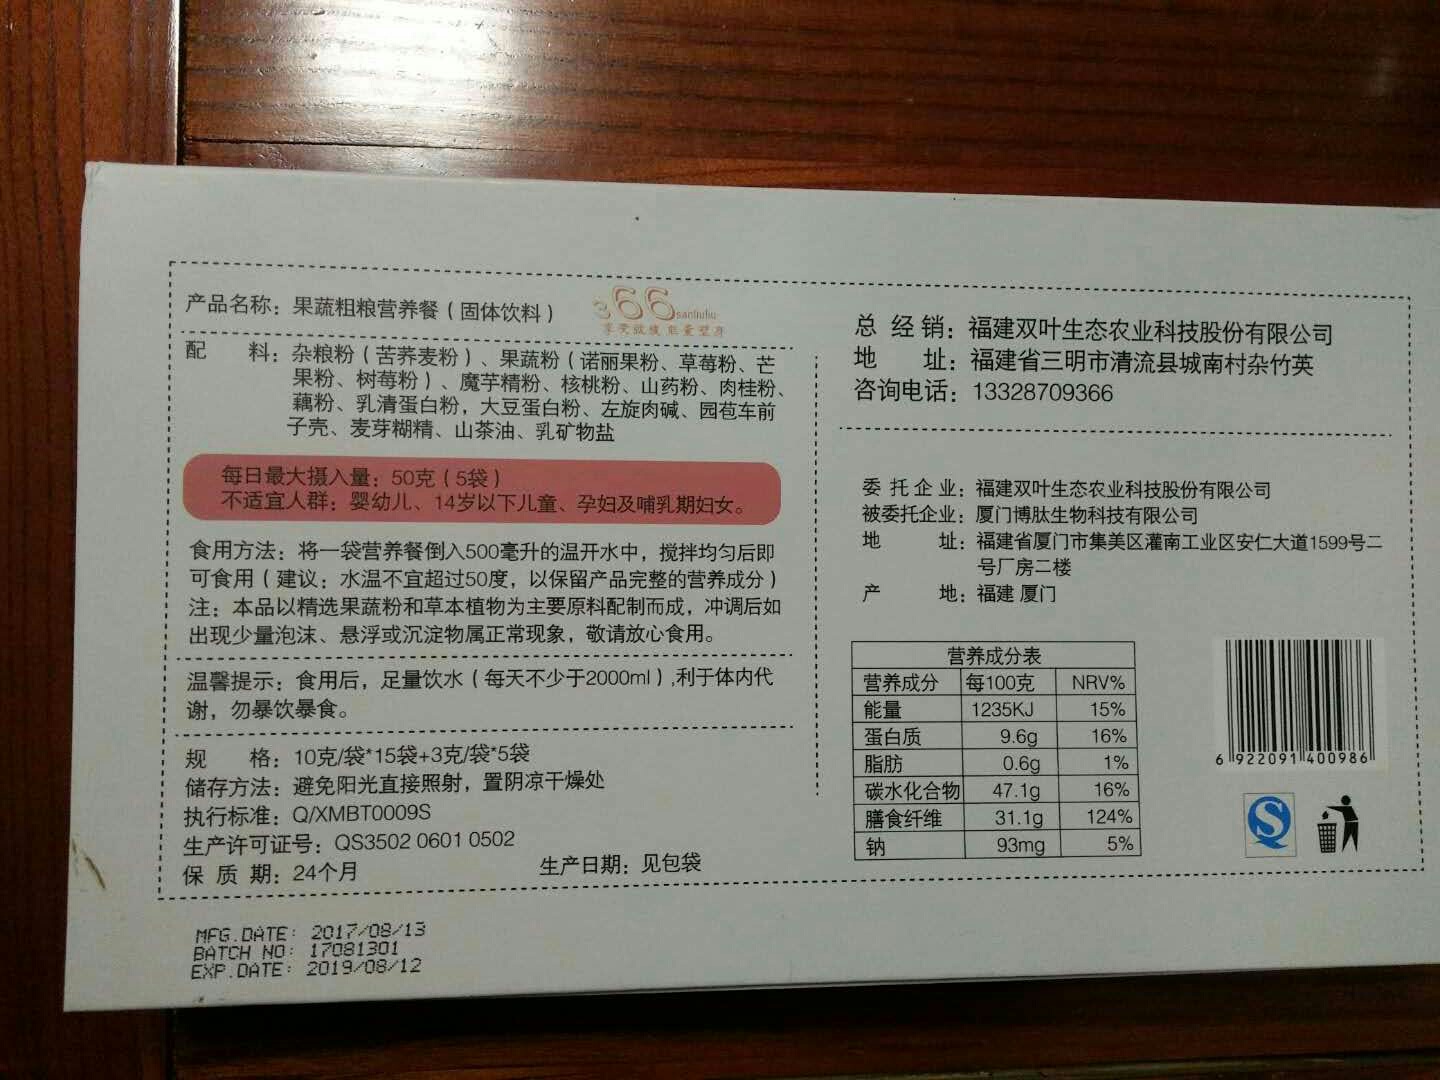 产品名称：果蔬粗粮营养餐（固体饮料）
366
sanliuliu
享受做瘦 能量塑身
配 料：杂粮粉（苦荞麦粉）、果蔬粉（诺丽果粉、草莓粉、芒
果粉、树莓粉）、魔芋精粉、核桃粉、山药粉、肉桂粉、
藕粉、乳清蛋白粉，大豆蛋白粉、左旋肉碱、园苞车前
子壳、麦芽糊精、山茶油、乳矿物盐
每日最大摄入量：50克（5袋）
不适宜人群：婴幼儿、14岁以下儿童、孕妇及哺乳期妇女。
食用方法：将一袋营养餐倒入500毫升的温开水中，搅拌均匀后即
可食用（建议：水温不宜超过50度，以保留产品完整的营养成分）
注：本品以精选果蔬粉和草本植物为主要原料配制而成，冲调后如
出现少量泡沫、悬浮或沉淀物属正常现象，敬请放心食用。
温馨提示：食用后，足量饮水（每天不少于2000ml）,利于体内代
谢，勿暴饮暴食。
规 格：10克/袋*15袋+3克/袋*5袋
储存方法：避免阳光直接照射，置阴凉干燥处
执行标准：Q/XMBT0009S
生产许可证号：QS3502 0601 0502
保 质 期：24个月 生产日期：见包袋
MFG.DATE: 2017/08/13
BATCH NO: 17081301
EXP.DATE: 2019/08/12
总 经 销：福建双叶生态农业科技股份有限公司
地 址：福建省三明市清流县城南村杂竹英
咨询电话：13328709366
委 托 企 业：福建双叶生态农业科技股份有限公司
被委托企业：厦门博肽生物科技有限公司
地 址：福建省厦门市集美区灌南工业区安仁大道1599号二
号厂房二楼
产 地：福建 厦门
营养成分表
营养成分 每100克 NRV%
能量 1235KJ 15%
蛋白质 9.6g 16%
脂肪 0.6g 1%
碳水化合物 47.1g 16%
膳食纤维 31.1g 124%
钠 93mg 5%
6 922091 400986
S